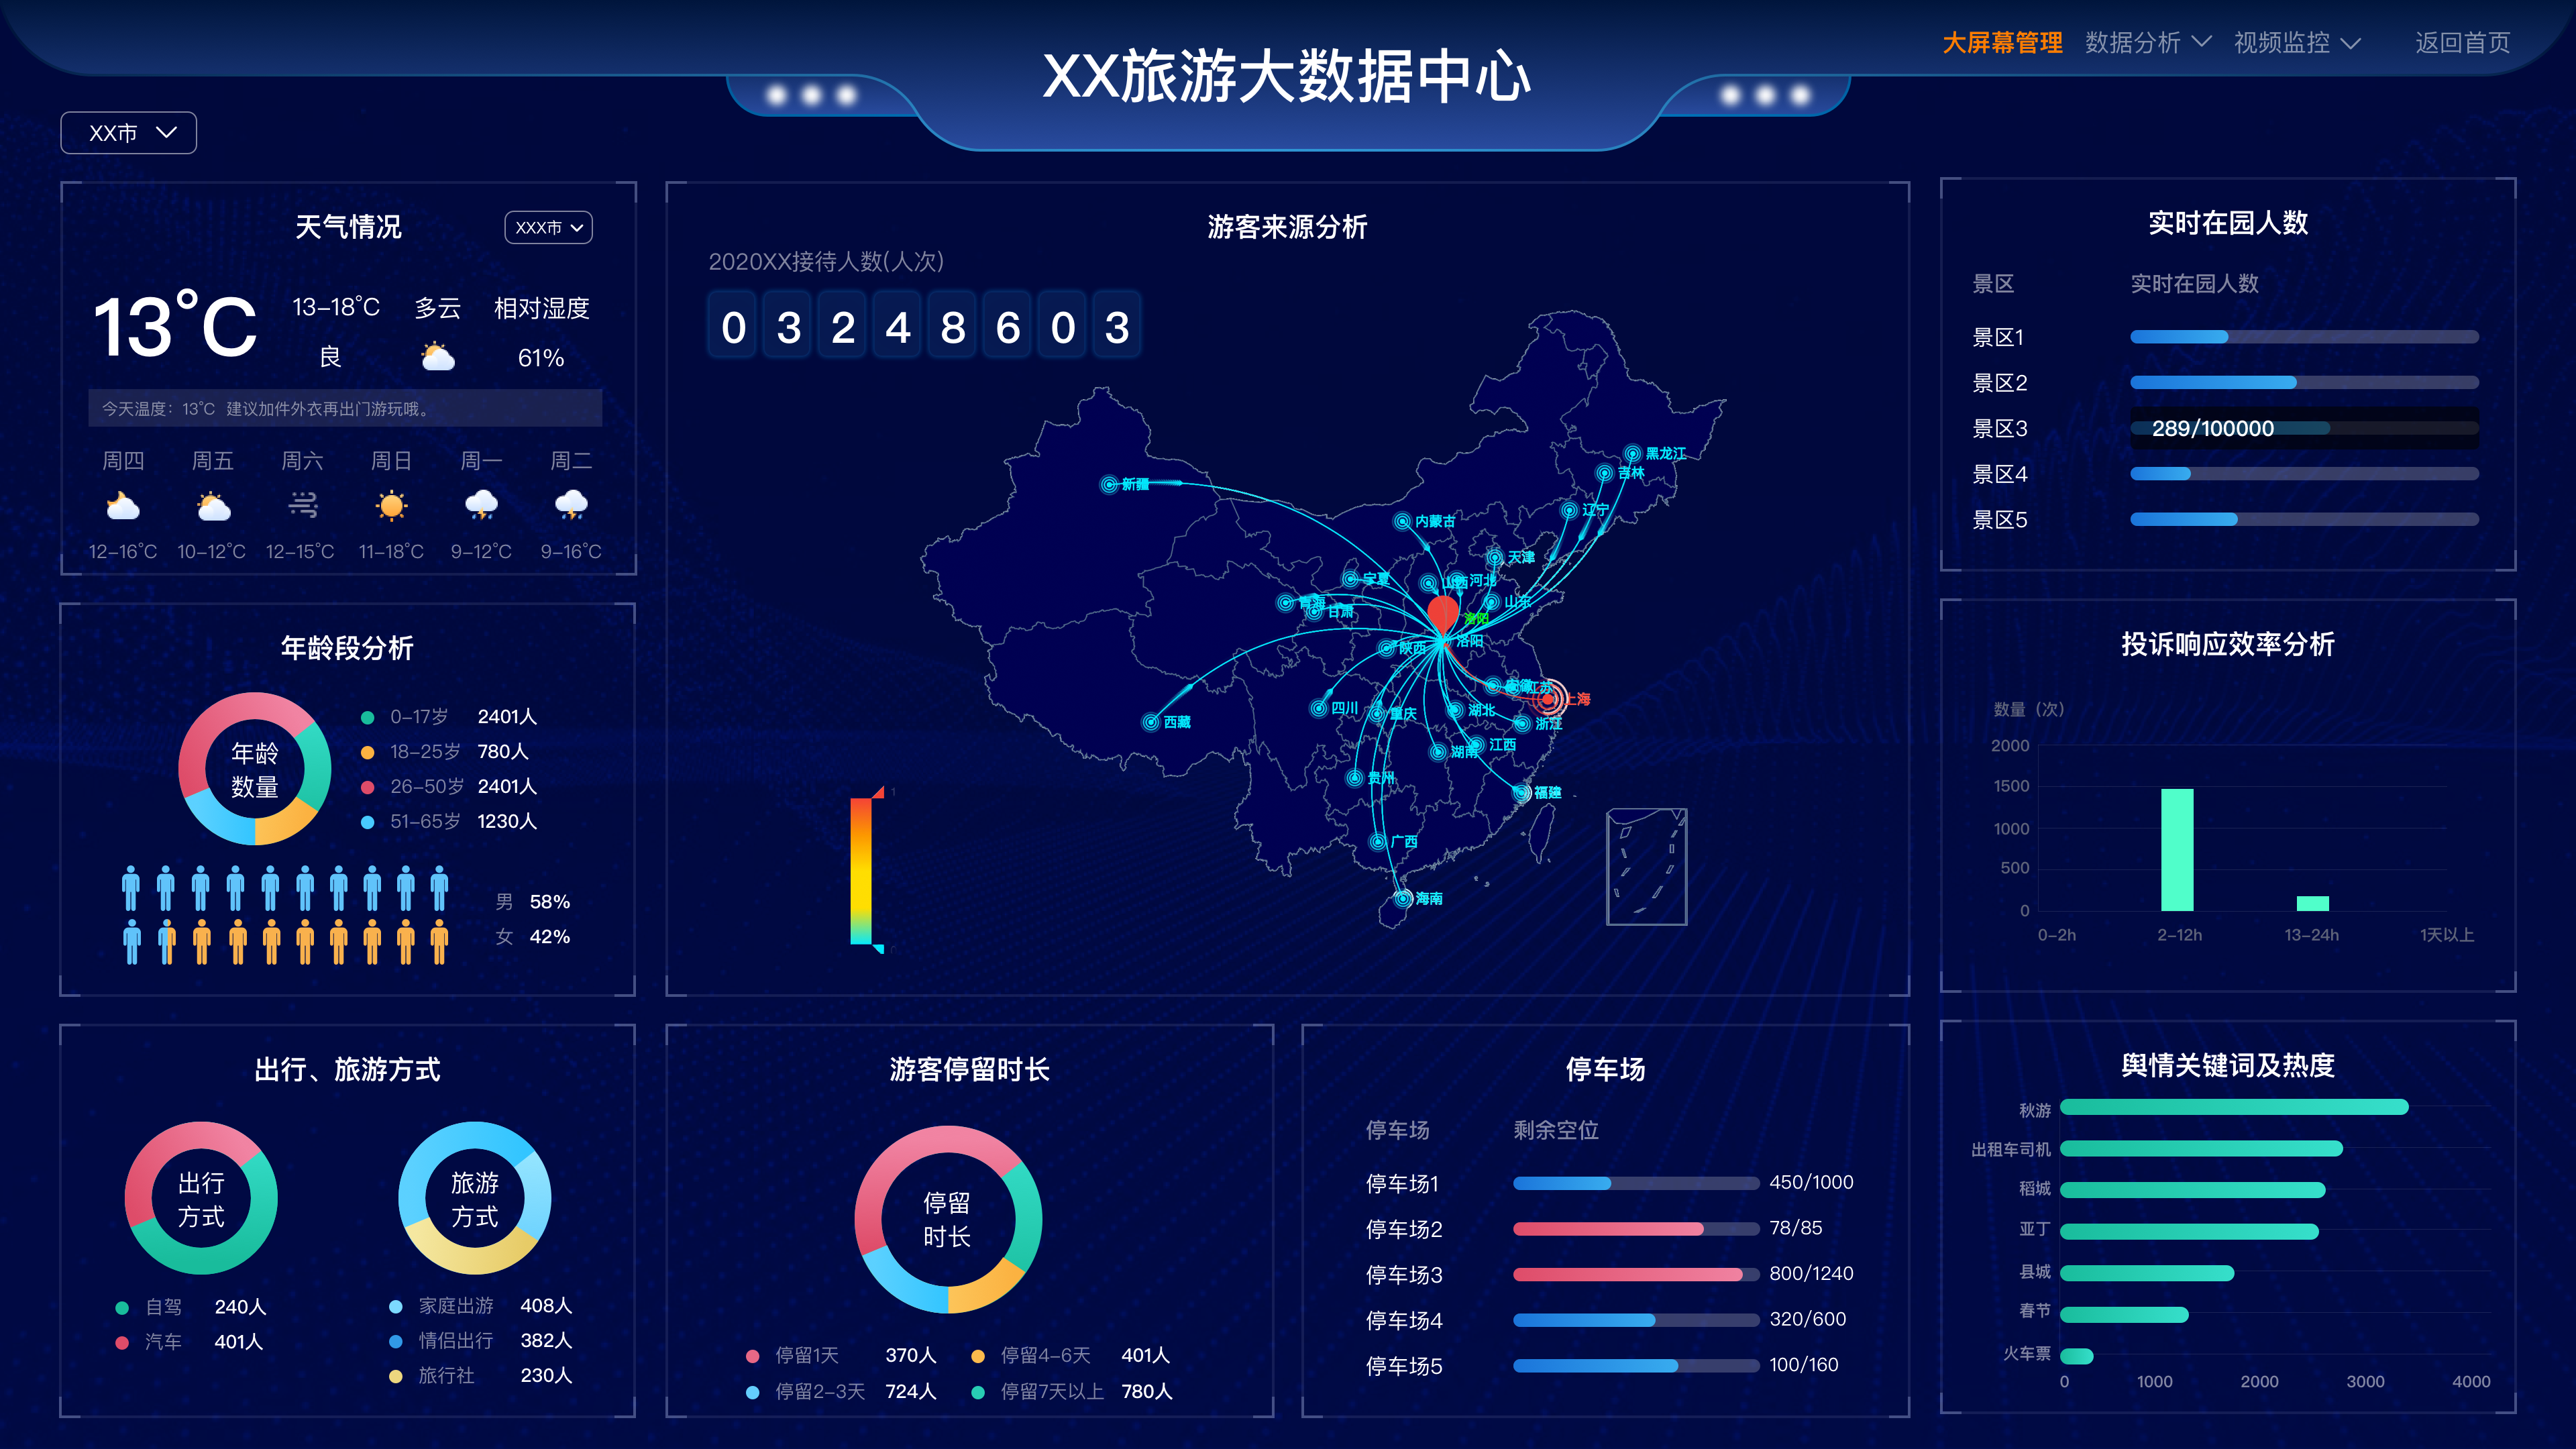 大屏幕管理 数据分析 视频监控 返回首页
XX旅游大数据中心
XX市
天气情况
XXX市
13°C
13-18°C 多云 相对湿度
良 61%
今天温度：13°C 建议加件外衣再出门游玩哦。
周四 周五 周六 周日 周一 周二
12-16°C 10-12°C 12-15°C 11-18°C 9-12°C 9-16°C
年龄段分析
年龄
数量
0-17岁 2401人
18-25岁 780人
26-50岁 2401人
51-65岁 1230人
男 58%
女 42%
出行、旅游方式
出行
方式
旅游
方式
自驾 240人
汽车 401人
家庭出游 408人
情侣出行 382人
旅行社 230人
游客来源分析
2020XX接待人数(人次)
0 3 2 4 8 6 0 3
黑龙江
吉林
新疆
辽宁
内蒙古
天津
宁夏
山西
河北
青海
甘肃
山东
洛阳
洛阳
陕西
安徽
江苏
上海
四川
重庆
湖北
西藏
浙江
湖南
江西
贵州
福建
广西
海南
1
游客停留时长
停留
时长
停留1天 370人 停留4-6天 401人
停留2-3天 724人 停留7天以上 780人
停车场
停车场 剩余空位
停车场1 450/1000
停车场2 78/85
停车场3 800/1240
停车场4 320/600
停车场5 100/160
实时在园人数
景区 实时在园人数
景区1
景区2
景区3 289/100000
景区4
景区5
投诉响应效率分析
数量（次）
2000
1500
1000
500
0
0-2h 2-12h 13-24h 1天以上
舆情关键词及热度
秋游
出租车司机
稻城
亚丁
县城
春节
火车票
0 1000 2000 3000 4000